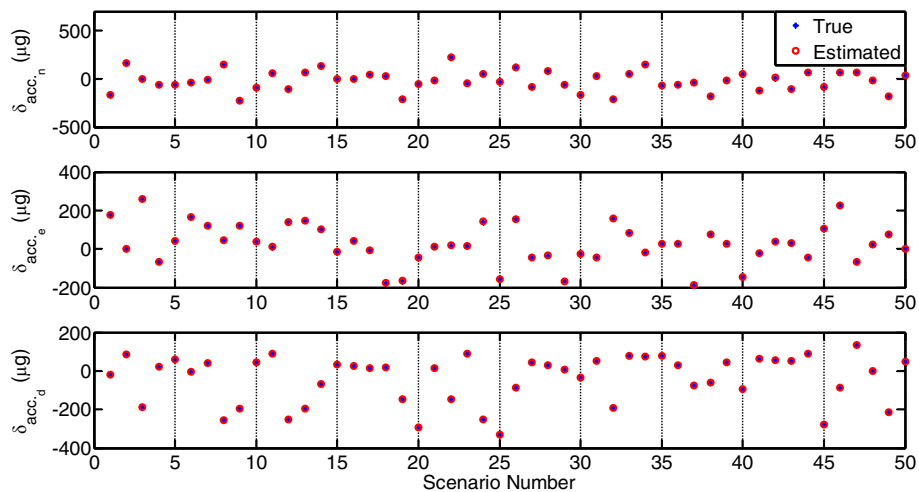 True
Estimated
δacc.n (μg)
500
0
-500
0 5 10 15 20 25 30 35 40 45 50
δacc.e (μg)
400
200
0
-200
0 5 10 15 20 25 30 35 40 45 50
δacc.d (μg)
200
0
-200
-400
0 5 10 15 20 25 30 35 40 45 50
Scenario Number